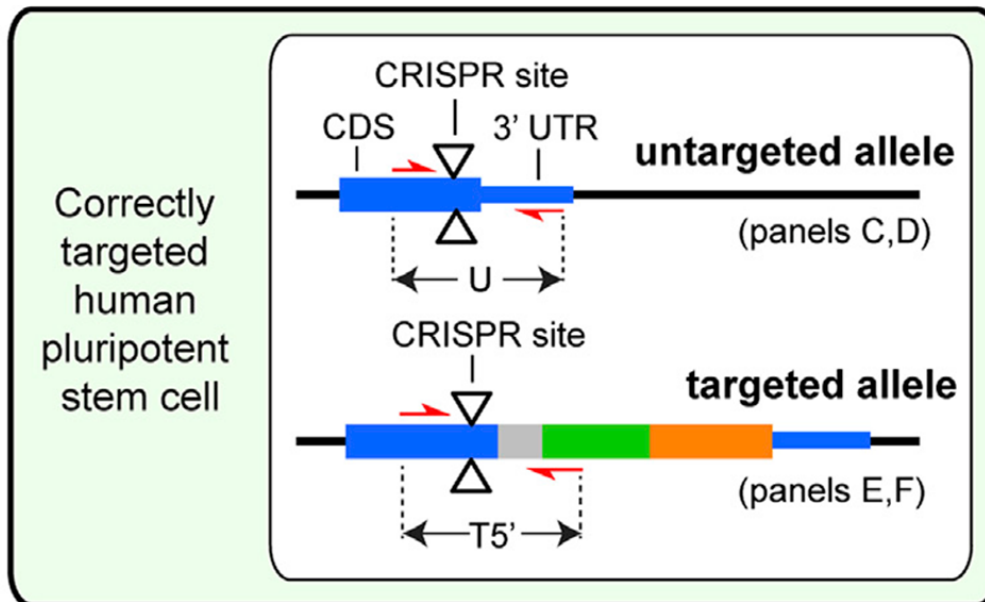 Correctly
targeted
human
pluripotent
stem cell
CRISPR site
CDS
3' UTR
untargeted allele
(panels C,D)
U
CRISPR site
targeted allele
(panels E,F)
T5'